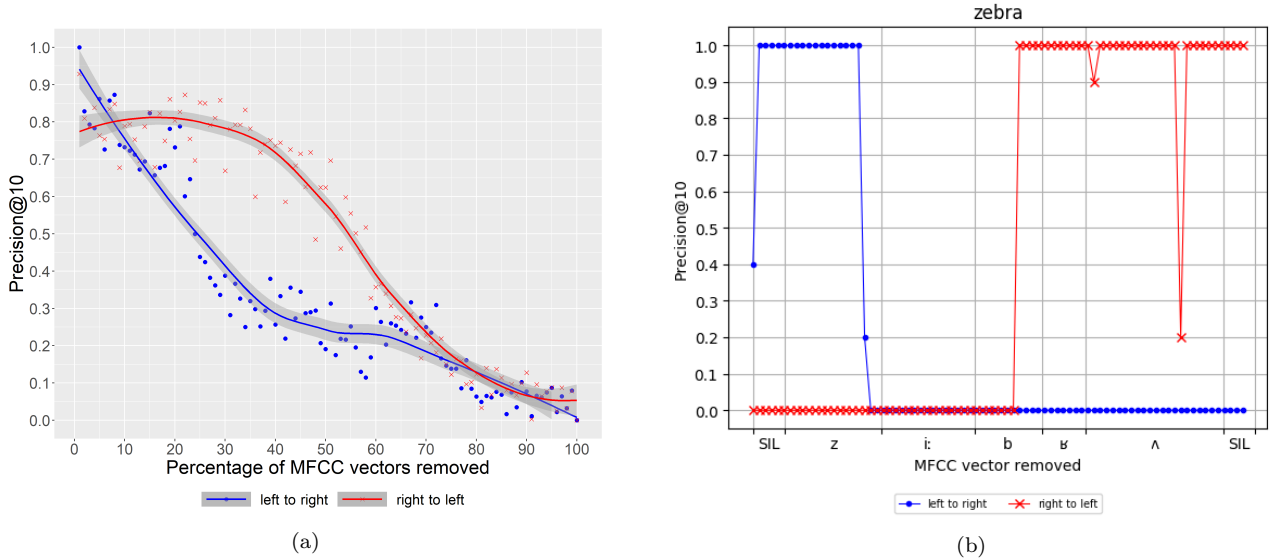 1.0
0.9
0.8
0.7
0.6
0.5
0.4
0.3
0.2
0.1
0.0
Precision@10
0 10 20 30 40 50 60 70 80 90 100
Percentage of MFCC vectors removed
left to right right to left
(a)
zebra
1.0
0.9
0.8
0.7
0.6
0.5
0.4
0.3
0.2
0.1
0.0
Precision@10
SIL z iː b ʁ ʌ SIL
MFCC vector removed
left to right right to left
(b)